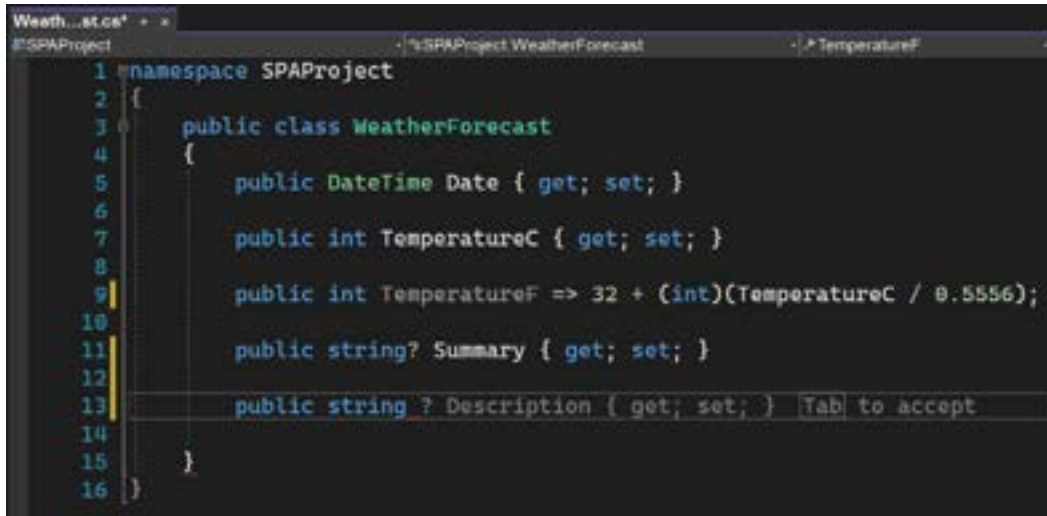 Weath...st.cs*
SPAProject SPAProject.WeatherForecast TemperatureF
1 namespace SPAProject
2 {
3 public class WeatherForecast
4 {
5 public DateTime Date { get; set; }
6
7 public int TemperatureC { get; set; }
8
9 public int TemperatureF => 32 + (int)(TemperatureC / 0.5556);
10
11 public string? Summary { get; set; }
12
13 public string ? Description { get; set; } Tab to accept
14
15 }
16 }